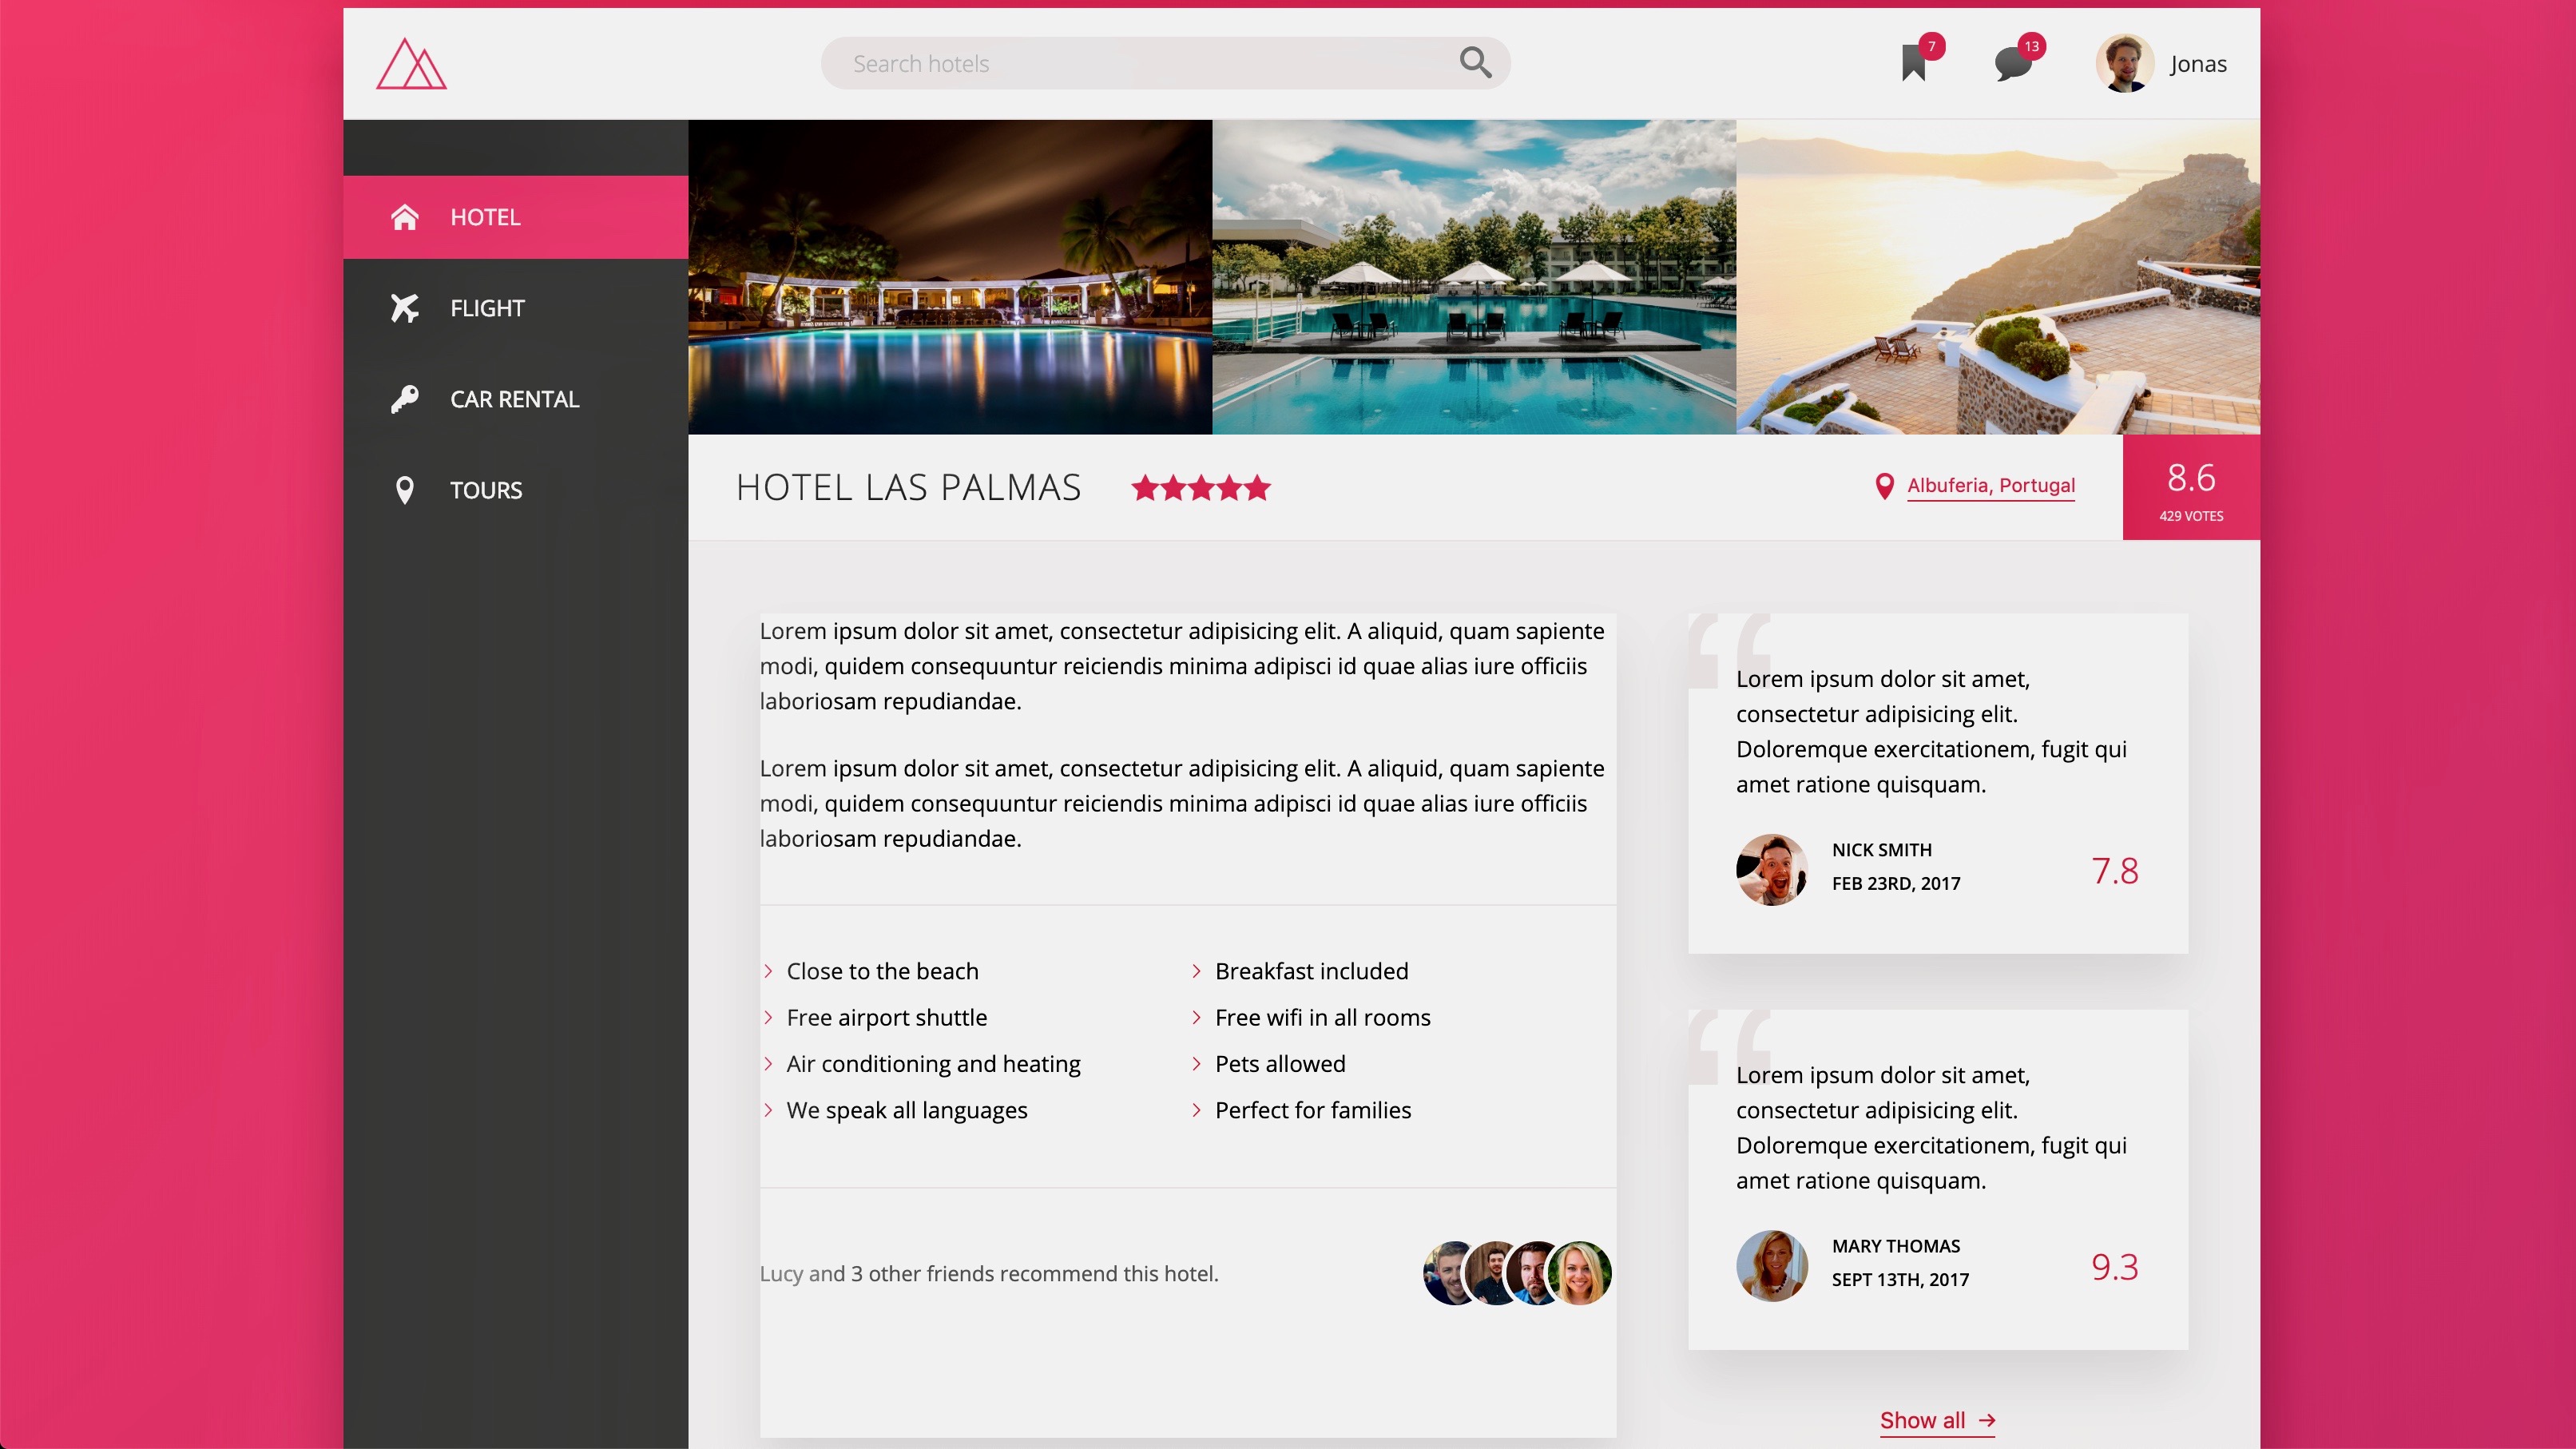 Search hotels
7
13
Jonas
HOTEL
FLIGHT
CAR RENTAL
TOURS
HOTEL LAS PALMAS
Albuferia, Portugal
8.6
429 VOTES
Lorem ipsum dolor sit amet, consectetur adipisicing elit. A aliquid, quam sapiente
modi, quidem consequuntur reiciendis minima adipisci id quae alias iure officiis
laboriosam repudiandae.
Lorem ipsum dolor sit amet, consectetur adipisicing elit. A aliquid, quam sapiente
modi, quidem consequuntur reiciendis minima adipisci id quae alias iure officiis
laboriosam repudiandae.
Close to the beach
Free airport shuttle
Air conditioning and heating
We speak all languages
Breakfast included
Free wifi in all rooms
Pets allowed
Perfect for families
Lucy and 3 other friends recommend this hotel.
“
Lorem ipsum dolor sit amet,
consectetur adipisicing elit.
Doloremque exercitationem, fugit qui
amet ratione quisquam.
NICK SMITH
FEB 23RD, 2017
7.8
“
Lorem ipsum dolor sit amet,
consectetur adipisicing elit.
Doloremque exercitationem, fugit qui
amet ratione quisquam.
MARY THOMAS
SEPT 13TH, 2017
9.3
Show all →